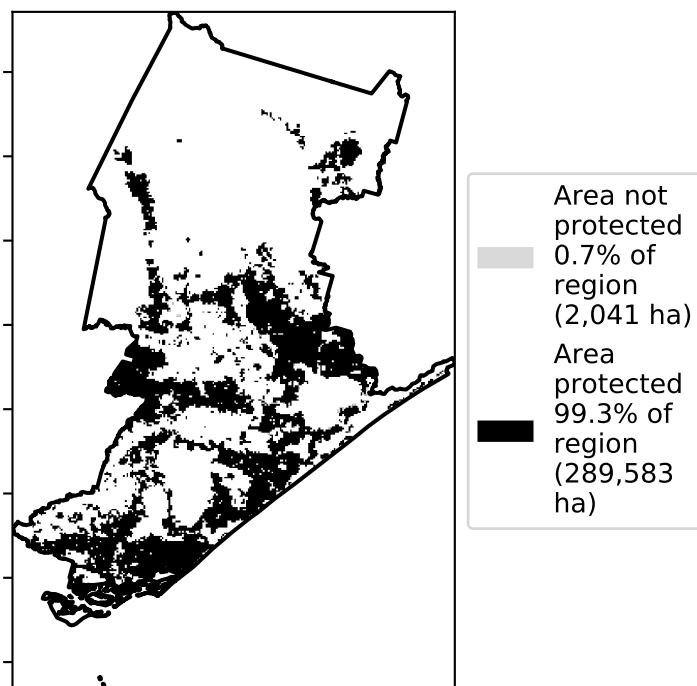 Area not
protected
0.7% of
region
(2,041 ha)
Area
protected
99.3% of
region
(289,583
ha)